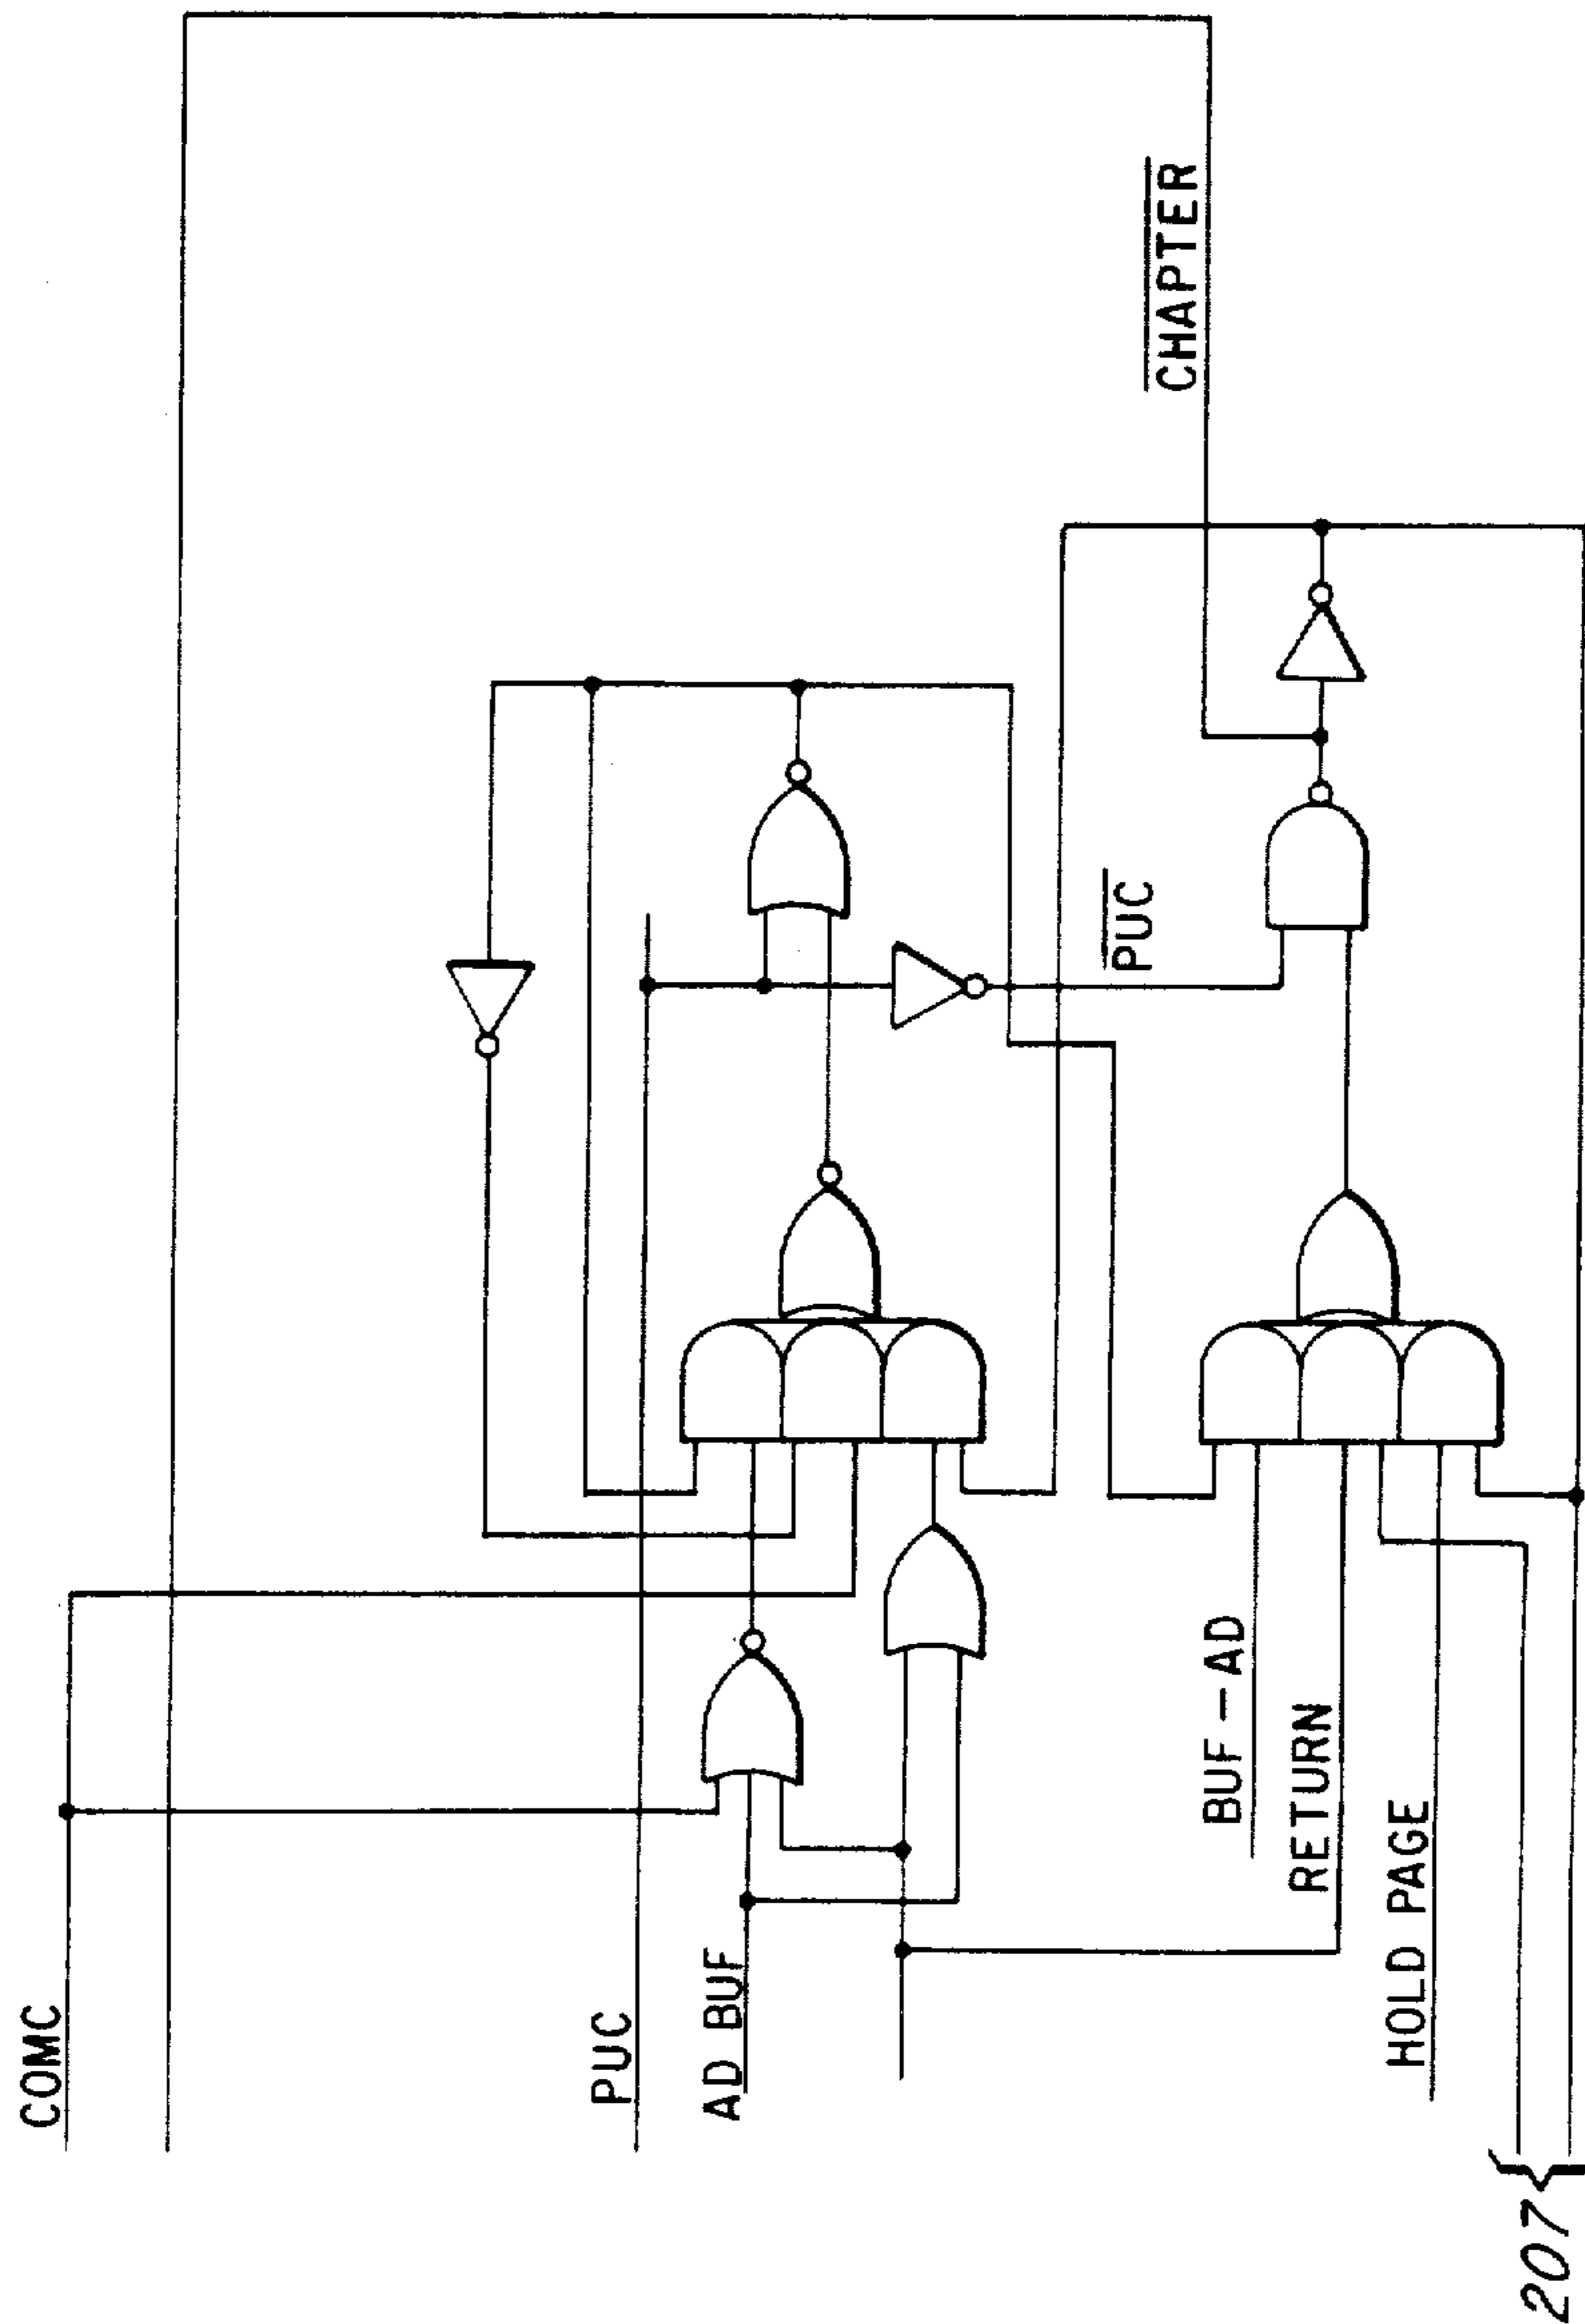 COMC
PUC
AD BUF
BUF-AD
RETURN
HOLD PAGE
207
PUC
CHAPTER